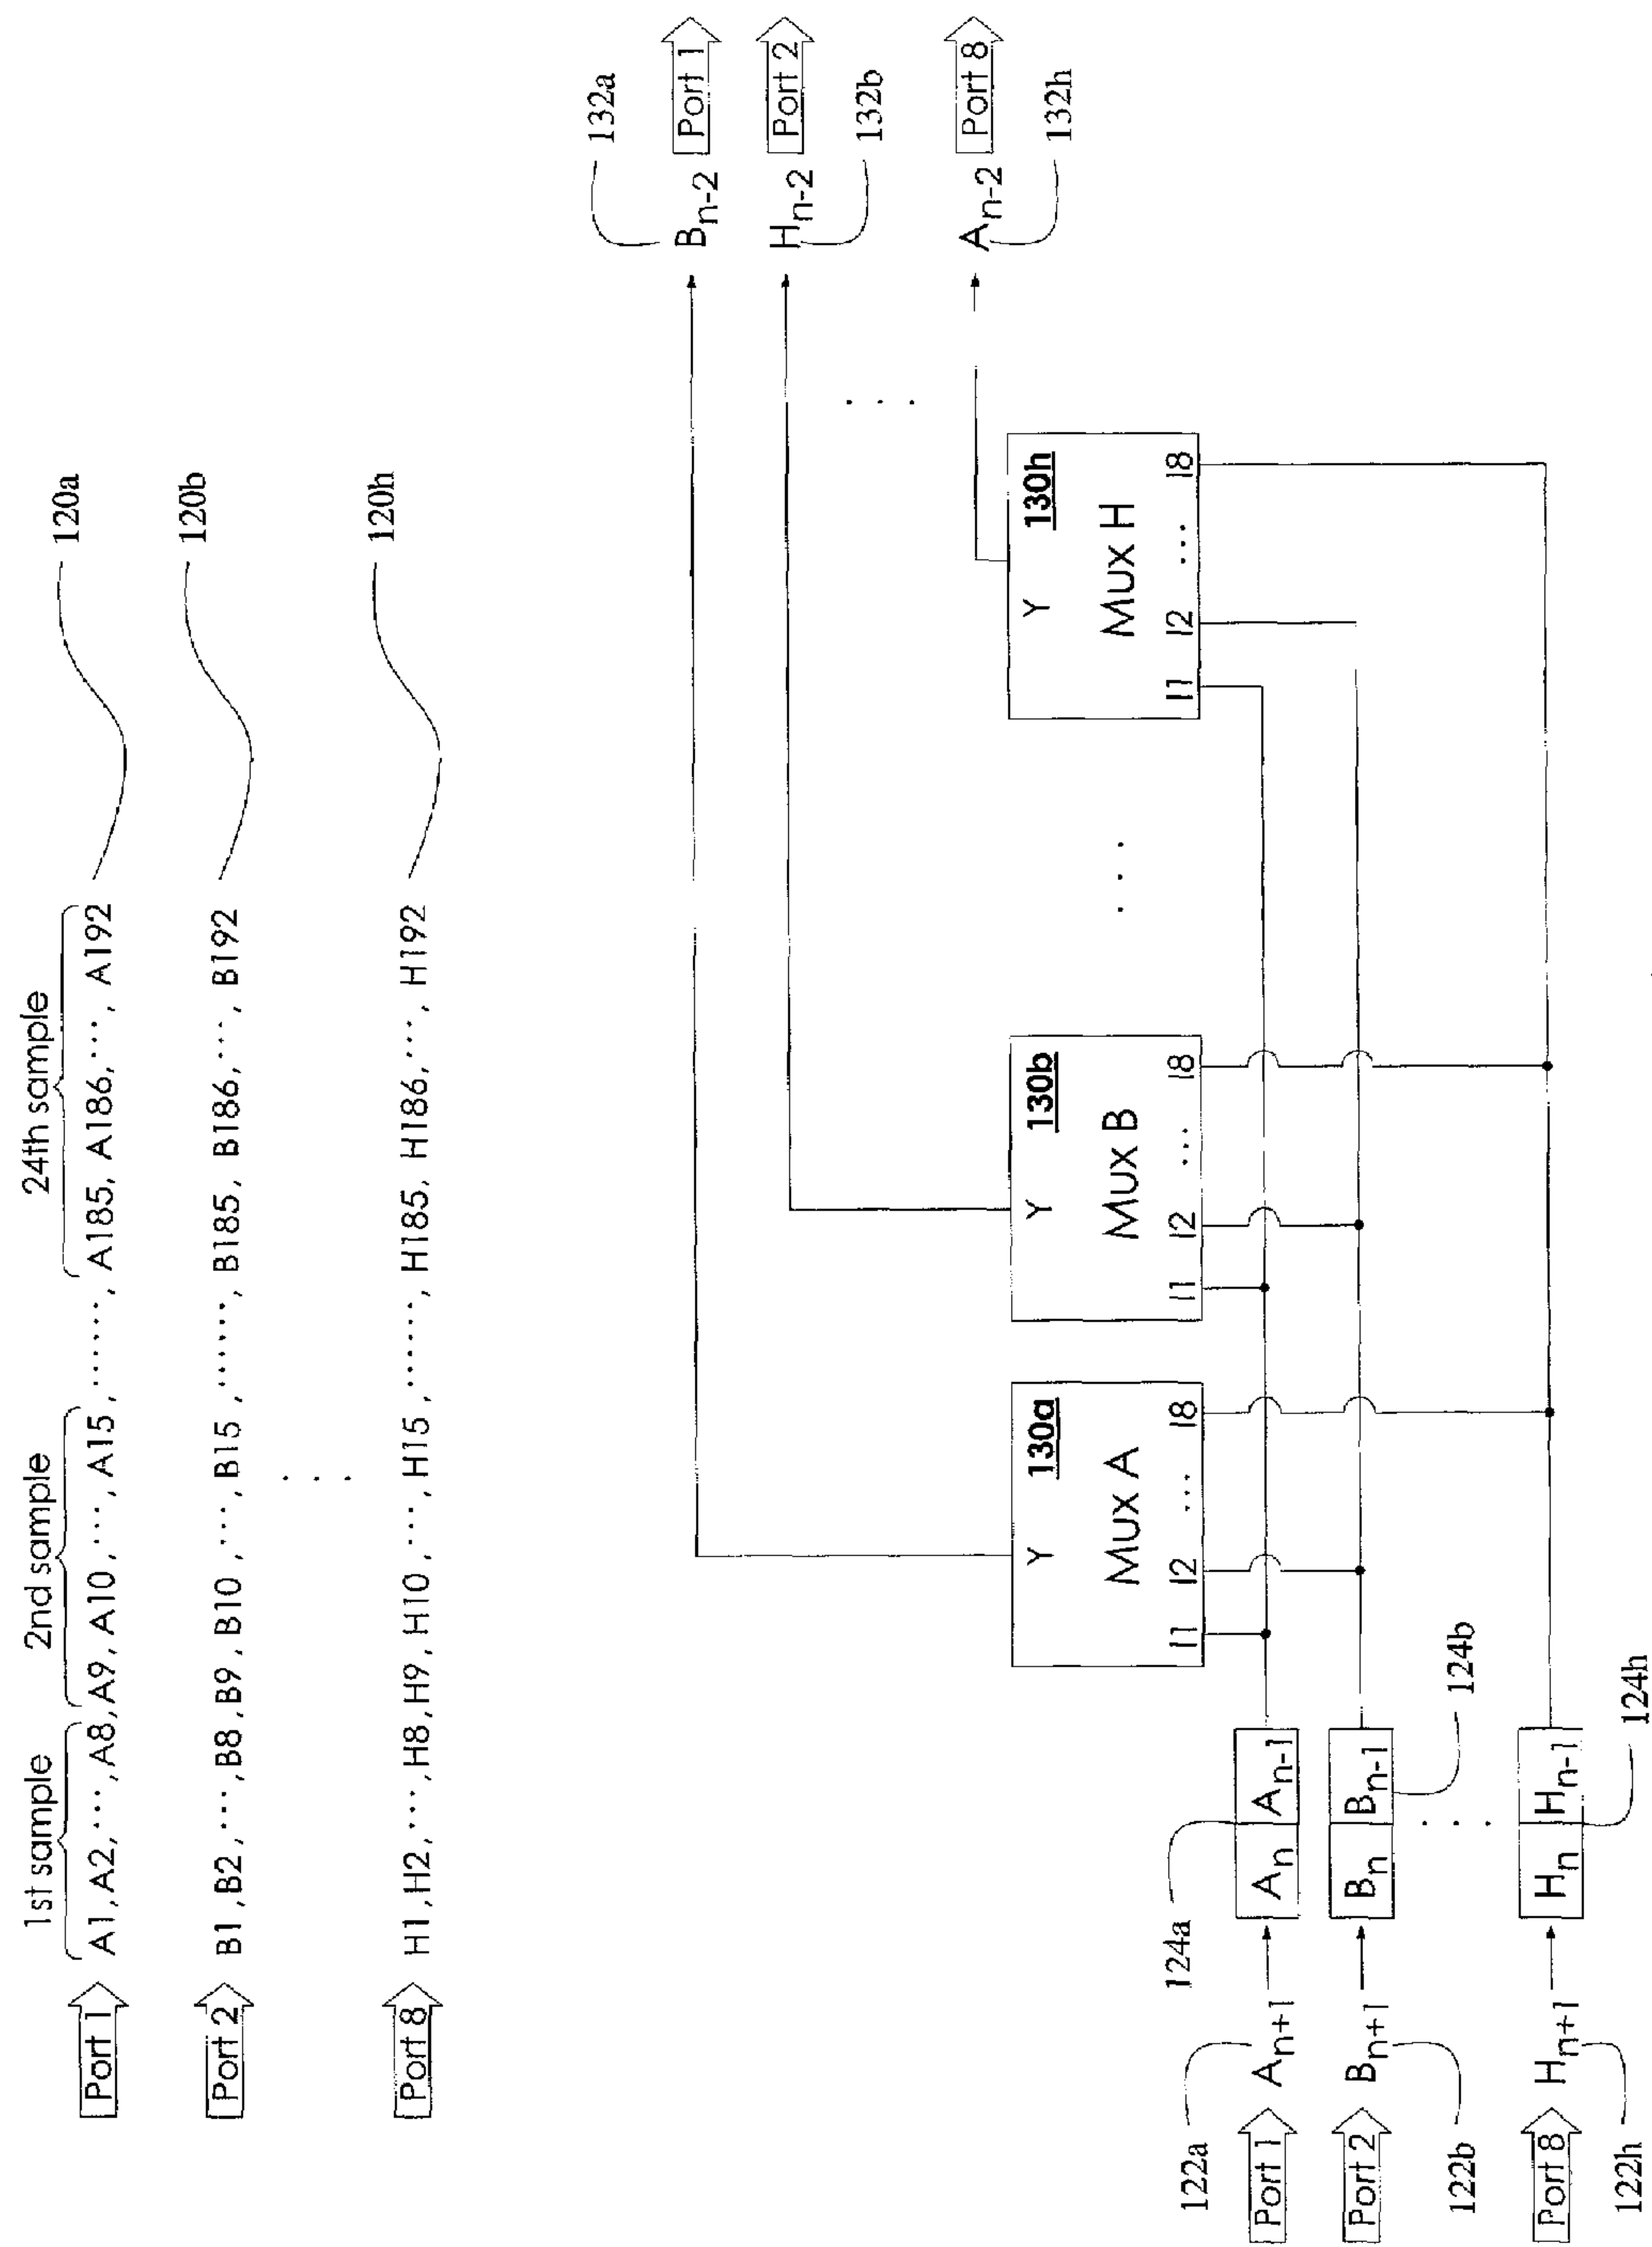 1st sample 2nd sample 24th sample
Port 1 A1, A2, ···, A8, A9, A10, ···, A15, ······, A185, A186, ···, A192 120a
Port 2 B1, B2, ···, B8, B9, B10, ···, B15, ······, B185, B186, ···, B192 120b
. . .
Port 8 H1, H2, ···, H8, H9, H10, ···, H15, ······, H185, H186, ···, H192 120h
132a
Bn-2 Port 1
Hn-2 Port 2
132b
. . .
An-2 Port 8
132h
Y 130a
Mux A
I1 I2 ... I8
Y 130b
Mux B
I1 I2 ... I8
. . .
Y 130h
Mux H
I1 I2 ... I8
122a 124a
Port 1 An+1 An An-1
Port 2 Bn+1 Bn Bn-1
122b 124b
. . .
Port 8 Hn+1 Hn Hn-1
122h 124h